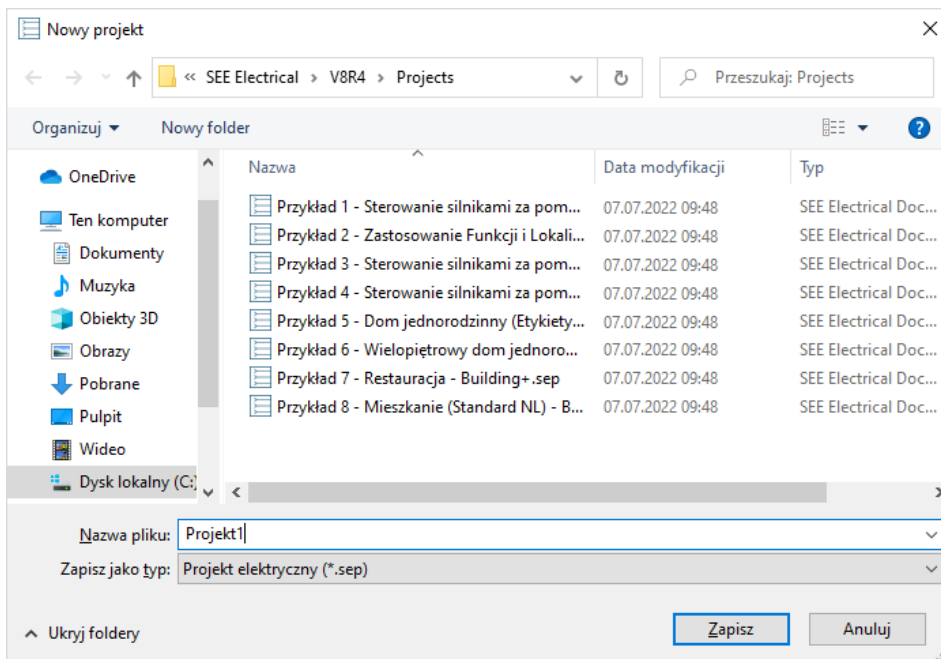 Nowy projekt
« SEE Electrical › V8R4 › Projects
Przeszukaj: Projects
Organizuj
Nowy folder
Nazwa Data modyfikacji Typ
OneDrive
Ten komputer
Dokumenty
Muzyka
Obiekty 3D
Obrazy
Pobrane
Pulpit
Wideo
Dysk lokalny (C:)
Przykład 1 - Sterowanie silnikami za pom... 07.07.2022 09:48 SEE Electrical Doc...
Przykład 2 - Zastosowanie Funkcji i Lokali... 07.07.2022 09:48 SEE Electrical Doc...
Przykład 3 - Sterowanie silnikami za pom... 07.07.2022 09:48 SEE Electrical Doc...
Przykład 4 - Sterowanie silnikami za pom... 07.07.2022 09:48 SEE Electrical Doc...
Przykład 5 - Dom jednorodzinny (Etykiety... 07.07.2022 09:48 SEE Electrical Doc...
Przykład 6 - Wielopiętrowy dom jednoro... 07.07.2022 09:48 SEE Electrical Doc...
Przykład 7 - Restauracja - Building+.sep 07.07.2022 09:48 SEE Electrical Doc...
Przykład 8 - Mieszkanie (Standard NL) - B... 07.07.2022 09:48 SEE Electrical Doc...
Nazwa pliku: Projekt1
Zapisz jako typ: Projekt elektryczny (*.sep)
Ukryj foldery
Zapisz
Anuluj